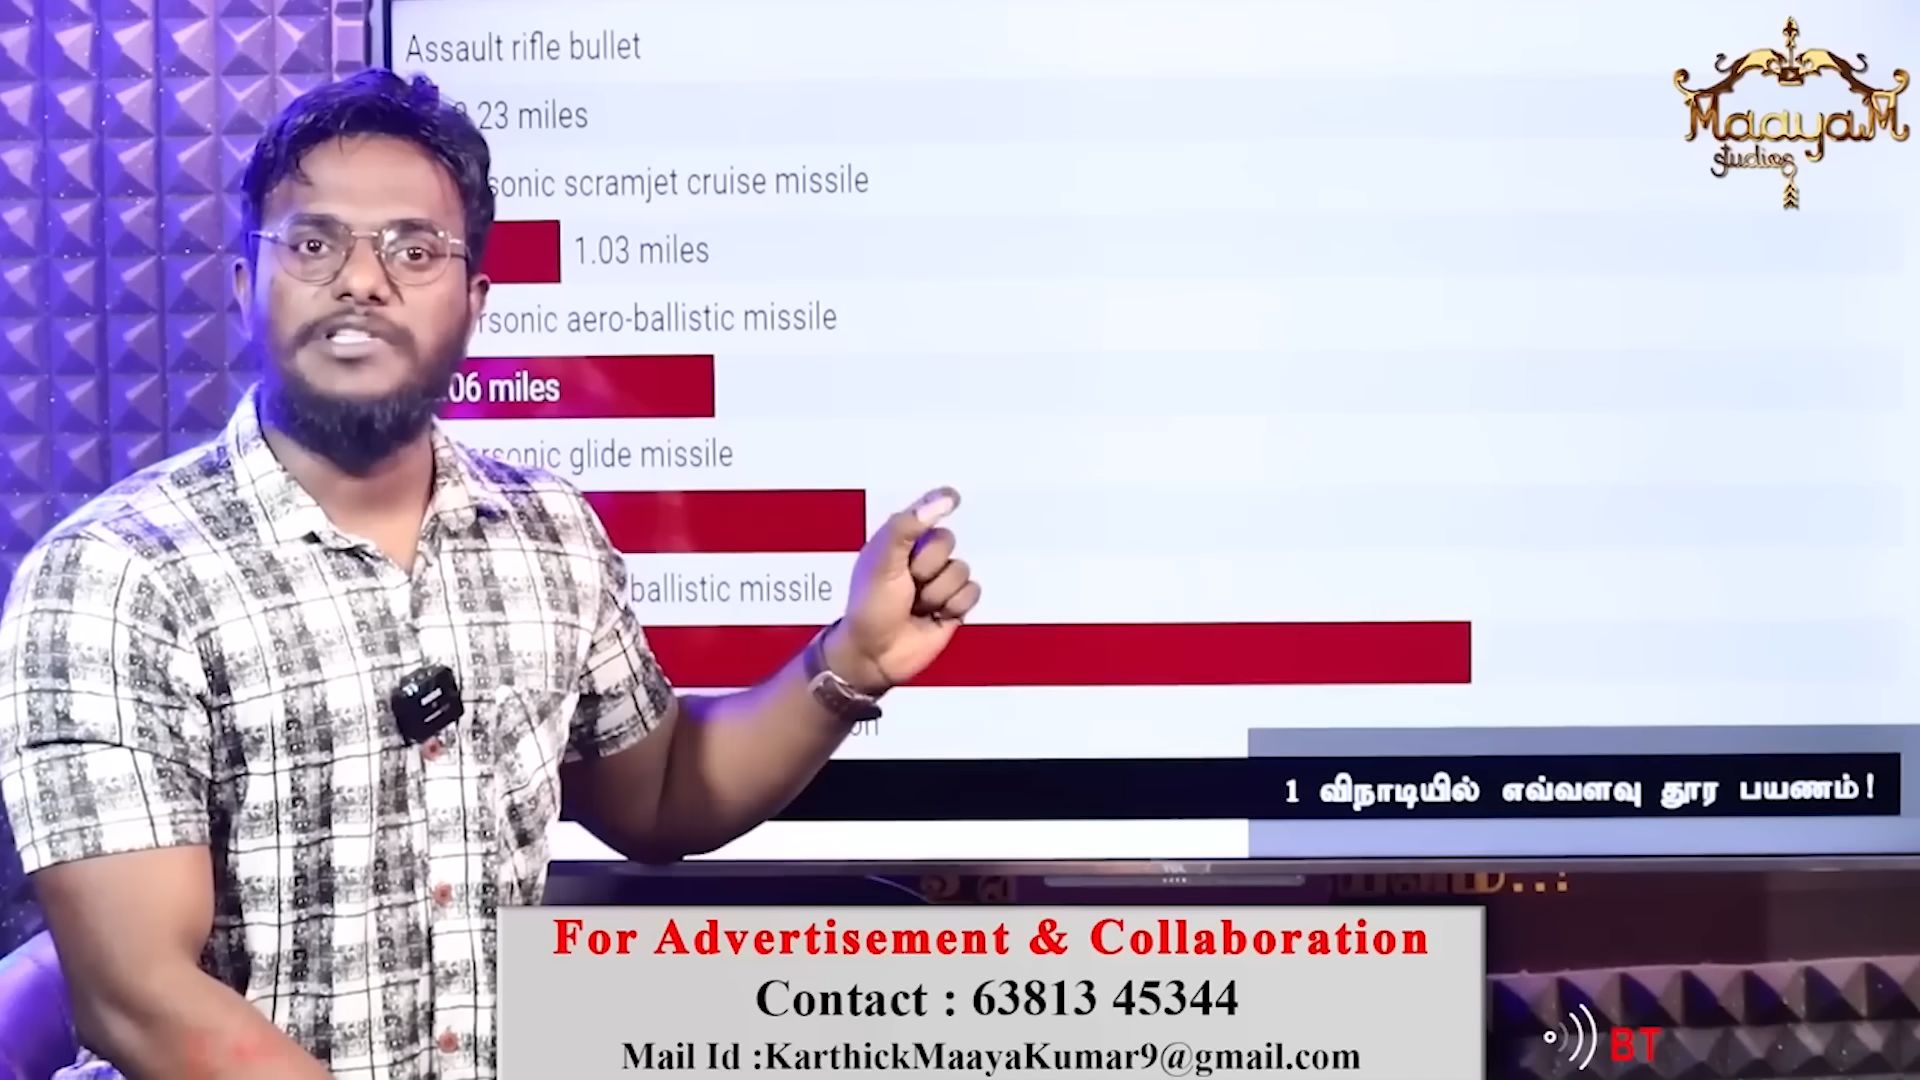 Assault rifle bullet
23 miles
sonic scramjet cruise missile
1.03 miles
rsonic aero-ballistic missile
06 miles
ersonic glide missile
ballistic missile
1 விநாடியில் எவ்வளவு தூர பயணம்!
For Advertisement & Collaboration
Contact : 63813 45344
Mail Id :KarthickMaayaKumar9@gmail.com
MaayaM
studios
BT